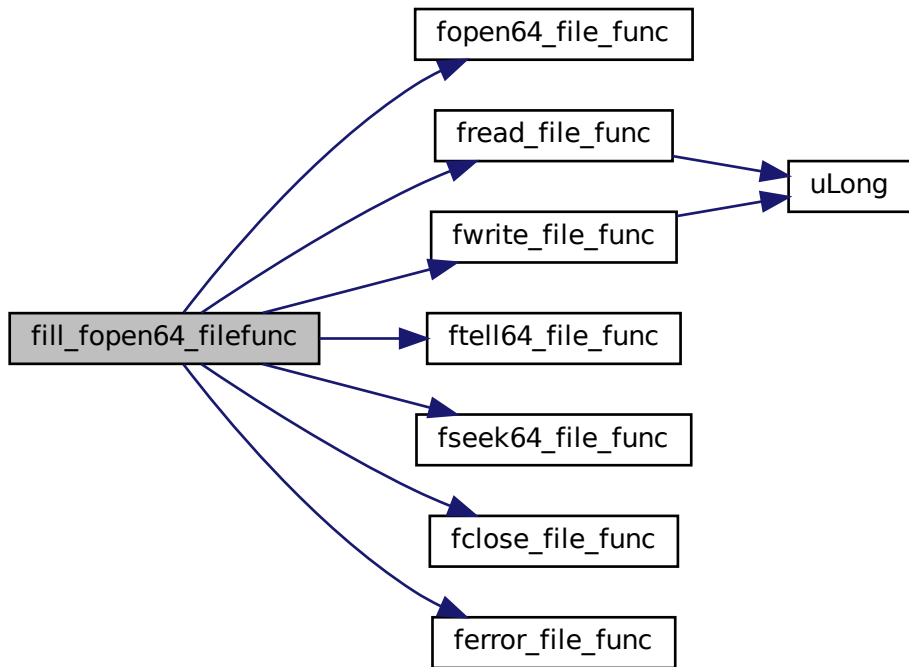 fopen64_file_func
fread_file_func
uLong
fwrite_file_func
fill_fopen64_filefunc
ftell64_file_func
fseek64_file_func
fclose_file_func
ferror_file_func